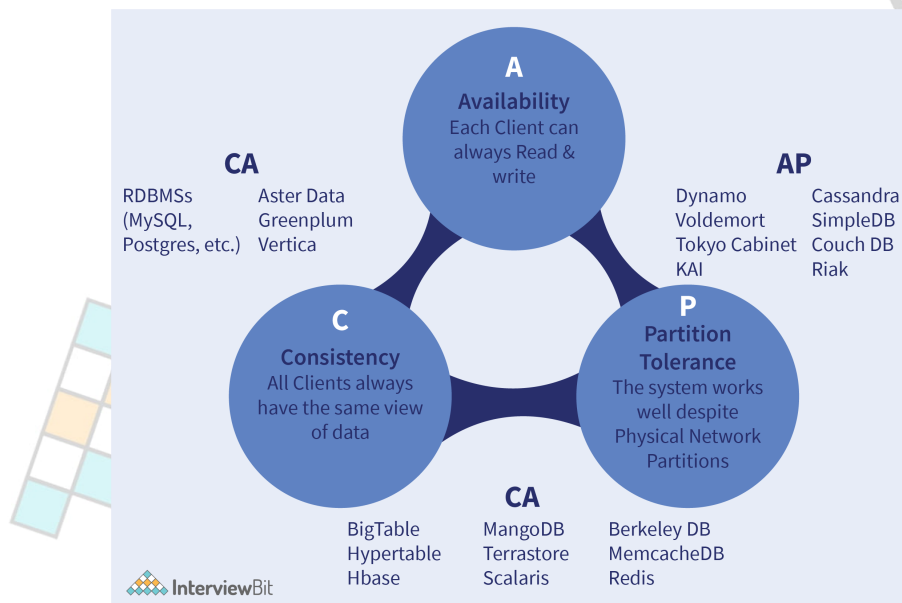 A
Availability
Each Client can
always Read &
write
CA
RDBMSs
(MySQL,
Postgres, etc.)
Aster Data
Greenplum
Vertica
AP
Dynamo
Voldemort
Tokyo Cabinet
KAI
Cassandra
SimpleDB
Couch DB
Riak
C
Consistency
All Clients always
have the same view
of data
P
Partition
Tolerance
The system works
well despite
Physical Network
Partitions
CA
BigTable
Hypertable
Hbase
MangoDB
Terrastore
Scalaris
Berkeley DB
MemcacheDB
Redis
InterviewBit